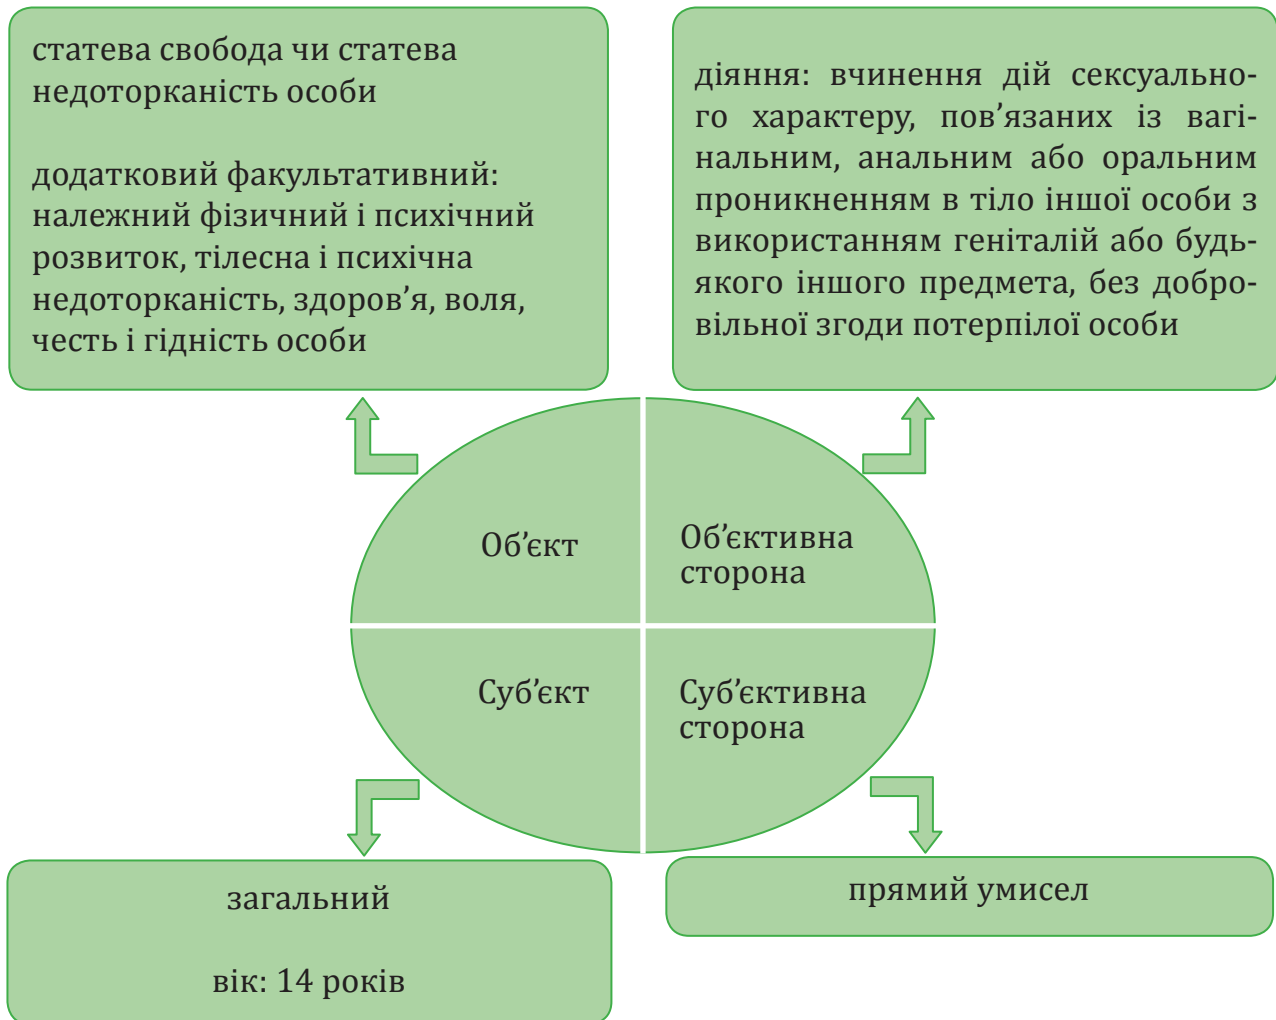 статева свобода чи статева
недоторканість особи
додатковий факультативний:
належний фізичний і психічний
розвиток, тілесна і психічна
недоторканість, здоров’я, воля,
честь і гідність особи
діяння: вчинення дій сексуально-
го характеру, пов’язаних із вагі-
нальним, анальним або оральним
проникненням в тіло іншої особи з
використанням геніталій або будь-
якого іншого предмета, без добро-
вільної згоди потерпілої особи
Об’єкт
Об’єктивна
сторона
Суб’єкт
Суб’єктивна
сторона
загальний
вік: 14 років
прямий умисел